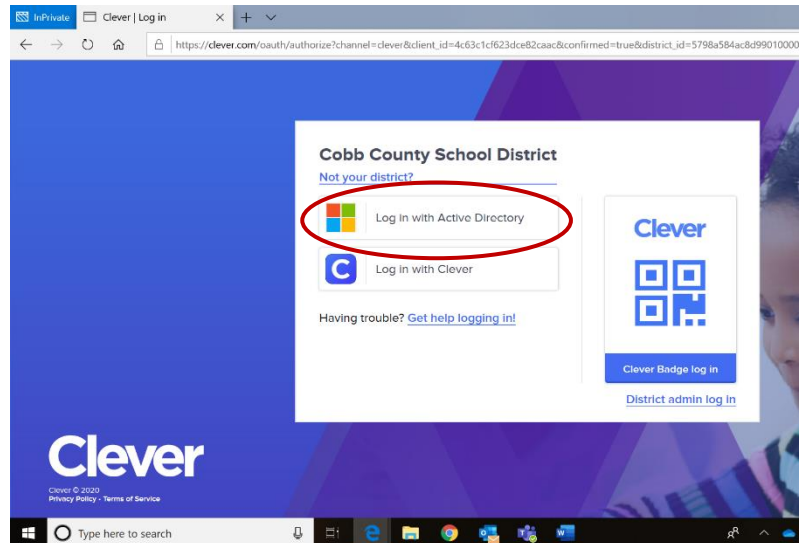 InPrivate
Clever | Log in
https://clever.com/oauth/authorize?channel=clever&client_id=4c63c1cf623dce82caac&confirmed=true&district_id=5798a584ac8d99010000
Cobb County School District
Not your district?
Log in with Active Directory
C
Log in with Clever
Having trouble? Get help logging in!
Clever
Clever Badge log in
District admin log in
Clever
Clever © 2020
Privacy Policy - Terms of Service
Type here to search